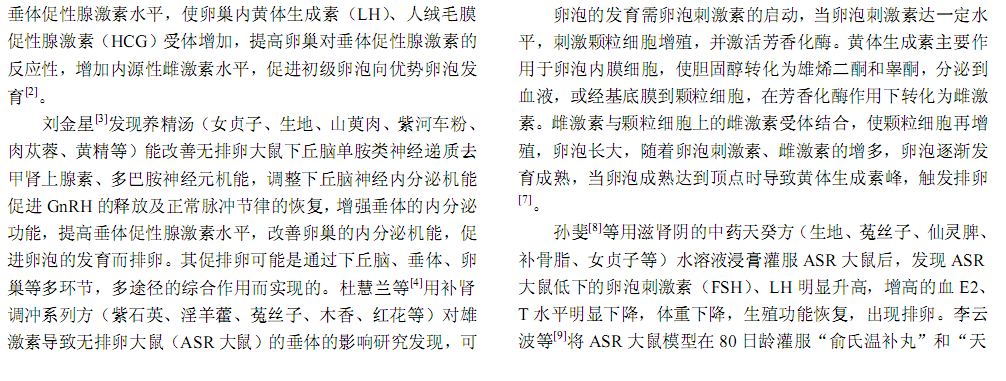 垂体促性腺激素水平，使卵巢内黄体生成素（LH）、人绒毛膜
促性腺激素（HCG）受体增加，提高卵巢对垂体促性腺激素的
反应性，增加内源性雌激素水平，促进初级卵泡向优势卵泡发
育[2]。
刘金星[3]发现养精汤（女贞子、生地、山萸肉、紫河车粉、
肉苁蓉、黄精等）能改善无排卵大鼠下丘脑单胺类神经递质去
甲肾上腺素、多巴胺神经元机能，调整下丘脑神经内分泌机能
促进 GnRH 的释放及正常脉冲节律的恢复，增强垂体的内分泌
功能，提高垂体促性腺激素水平，改善卵巢的内分泌机能，促
进卵泡的发育而排卵。其促排卵可能是通过下丘脑、垂体、卵
巢等多环节，多途径的综合作用而实现的。杜慧兰等[4]用补肾
调冲系列方（紫石英、淫羊藿、菟丝子、木香、红花等）对雄
激素导致无排卵大鼠（ASR 大鼠）的垂体的影响研究发现，可
卵泡的发育需卵泡刺激素的启动，当卵泡刺激素达一定水
平，刺激颗粒细胞增殖，并激活芳香化酶。黄体生成素主要作
用于卵泡内膜细胞，使胆固醇转化为雄烯二酮和睾酮，分泌到
血液，或经基底膜到颗粒细胞，在芳香化酶作用下转化为雌激
素。雌激素与颗粒细胞上的雌激素受体结合，使颗粒细胞再增
殖，卵泡长大，随着卵泡刺激素、雌激素的增多，卵泡逐渐发
育成熟，当卵泡成熟达到顶点时导致黄体生成素峰，触发排卵
[7]。
孙斐[8]等用滋肾阴的中药天癸方（生地、菟丝子、仙灵脾、
补骨脂、女贞子等）水溶液浸膏灌服 ASR 大鼠后，发现 ASR
大鼠低下的卵泡刺激素（FSH）、LH 明显升高，增高的血 E2、
T 水平明显下降，体重下降，生殖功能恢复，出现排卵。李云
波等[9]将 ASR 大鼠模型在 80 日龄灌服“俞氏温补丸”和“天